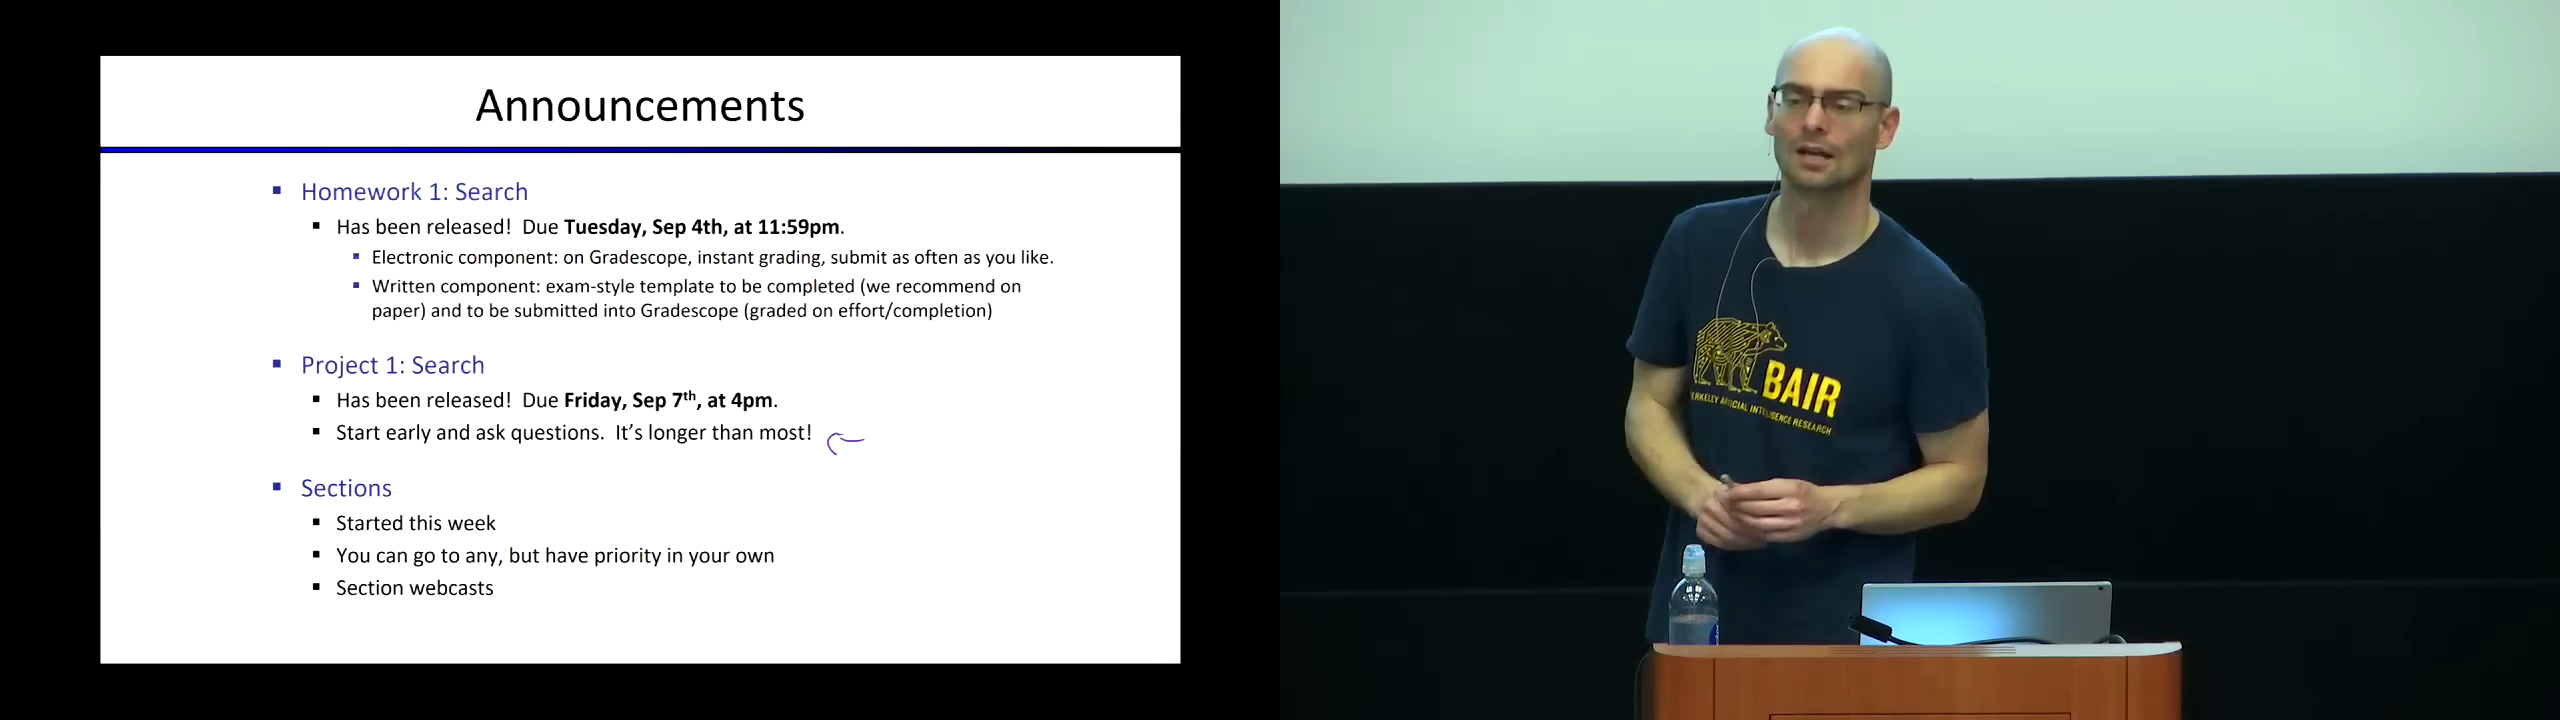 Announcements
Homework 1: Search
Has been released! Due Tuesday, Sep 4th, at 11:59pm.
Electronic component: on Gradescope, instant grading, submit as often as you like.
Written component: exam-style template to be completed (we recommend on
paper) and to be submitted into Gradescope (graded on effort/completion)
Project 1: Search
Has been released! Due Friday, Sep 7th, at 4pm.
Start early and ask questions. It's longer than most!
Sections
Started this week
You can go to any, but have priority in your own
Section webcasts
BAIR
BERKELEY ARTIFICIAL INTELLIGENCE RESEARCH